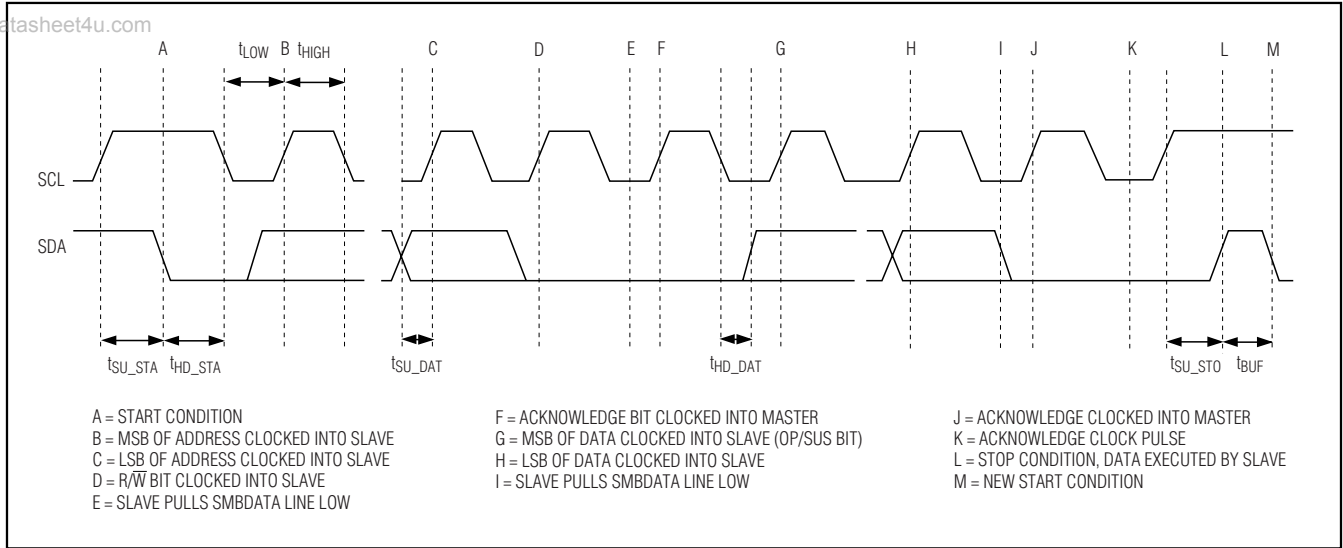 atasheet4u.com
A tLOW B tHIGH C D E F G H I J K L M
SCL
SDA
tSU_STA tHD_STA tSU_DAT tHD_DAT tSU_STO tBUF
A = START CONDITION
B = MSB OF ADDRESS CLOCKED INTO SLAVE
C = LSB OF ADDRESS CLOCKED INTO SLAVE
D = R/W̅ BIT CLOCKED INTO SLAVE
E = SLAVE PULLS SMBDATA LINE LOW
F = ACKNOWLEDGE BIT CLOCKED INTO MASTER
G = MSB OF DATA CLOCKED INTO SLAVE (OP/SUS BIT)
H = LSB OF DATA CLOCKED INTO SLAVE
I = SLAVE PULLS SMBDATA LINE LOW
J = ACKNOWLEDGE CLOCKED INTO MASTER
K = ACKNOWLEDGE CLOCK PULSE
L = STOP CONDITION, DATA EXECUTED BY SLAVE
M = NEW START CONDITION